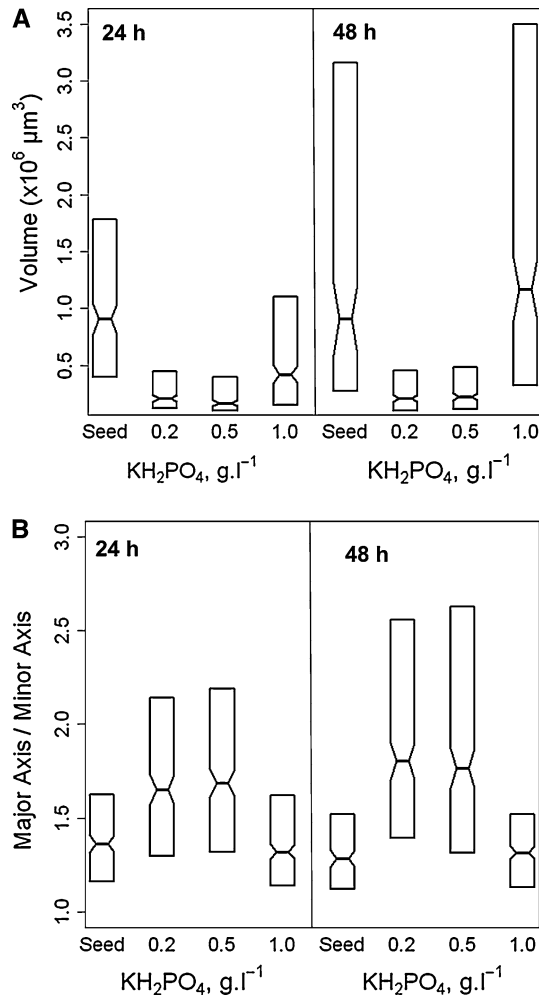 A
24 h
48 h
3.5
3.0
2.5
2.0
1.5
1.0
0.5
Volume (x10⁶ µm³)
Seed 0.2 0.5 1.0 Seed 0.2 0.5 1.0
KH₂PO₄, g.l⁻¹ KH₂PO₄, g.l⁻¹
B
24 h
48 h
3.0
2.5
2.0
1.5
1.0
Major Axis / Minor Axis
Seed 0.2 0.5 1.0 Seed 0.2 0.5 1.0
KH₂PO₄, g.l⁻¹ KH₂PO₄, g.l⁻¹